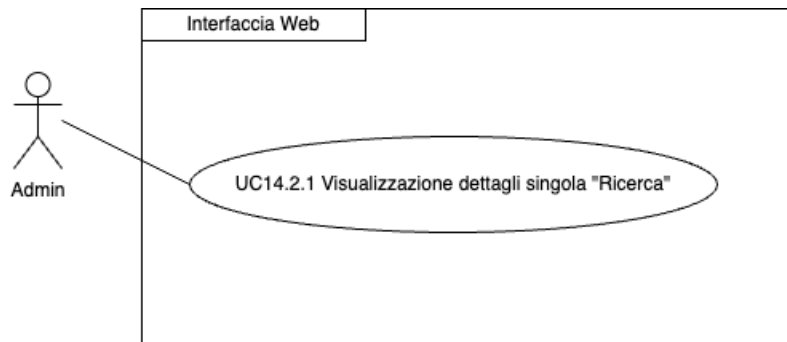 Interfaccia Web
Admin
UC14.2.1 Visualizzazione dettagli singola "Ricerca"